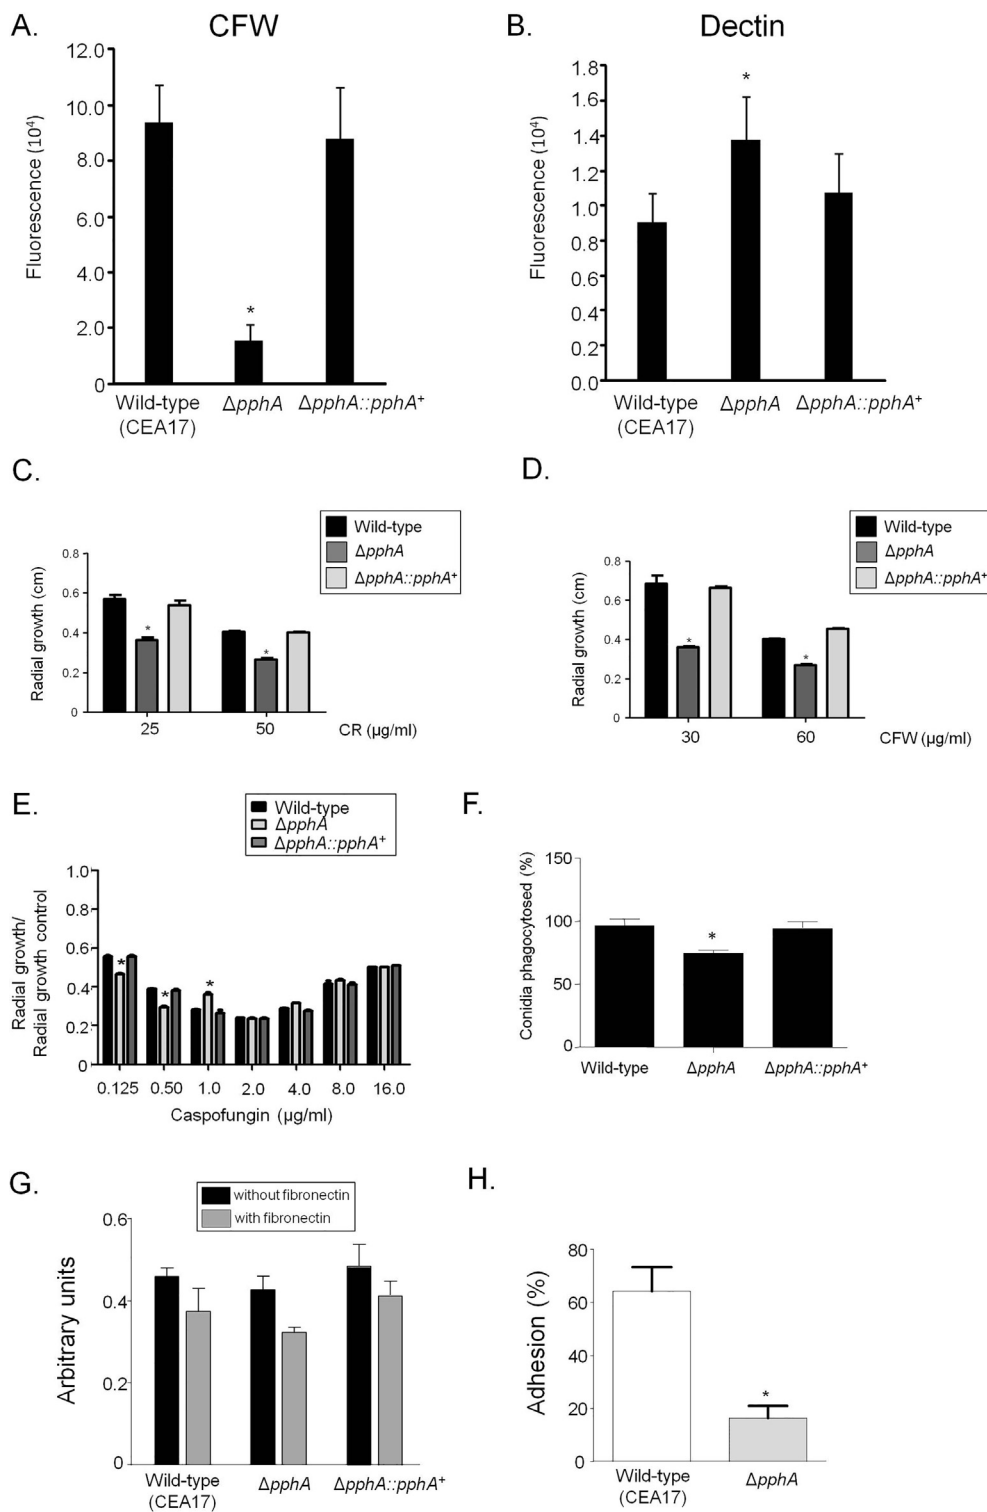 A. CFW
12.0
10.0
8.0
6.0
4.0
2.0
0
Fluorescence (10⁴)
*
Wild-type
(CEA17)
ΔpphA
ΔpphA::pphA⁺
B. Dectin
1.8
1.6
1.4
1.2
1.0
0.8
0.6
0.4
0.2
0.0
Fluorescence (10⁴)
*
Wild-type
(CEA17)
ΔpphA
ΔpphA::pphA⁺
C.
Wild-type
ΔpphA
ΔpphA::pphA⁺
0.8
0.6
0.4
0.2
0
Radial growth (cm)
*
*
25 50 CR (µg/ml)
D.
Wild-type
ΔpphA
ΔpphA::pphA⁺
0.8
0.6
0.4
0.2
0
Radial growth (cm)
*
*
30 60 CFW (µg/ml)
E.
Wild-type
ΔpphA
ΔpphA::pphA⁺
1.0
0.8
0.6
0.4
0.2
0
Radial growth/
Radial growth control
*
*
*
0.125 0.50 1.0 2.0 4.0 8.0 16.0
Caspofungin (µg/ml)
F.
150
100
50
0
Conidia phagocytosed (%)
*
Wild-type ΔpphA ΔpphA::pphA⁺
G.
without fibronectin
with fibronectin
0.6
0.4
0.2
0
Arbitrary units
Wild-type
(CEA17)
ΔpphA
ΔpphA::pphA⁺
H.
80
60
40
20
0
Adhesion (%)
*
Wild-type
(CEA17)
ΔpphA